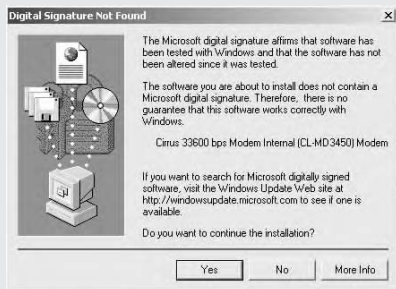 Digital Signature Not Found
The Microsoft digital signature affirms that software has
been tested with Windows and that the software has not
been altered since it was tested.
The software you are about to install does not contain a
Microsoft digital signature. Therefore, there is no
guarantee that this software works correctly with
Windows.
Cirrus 33600 bps Modem Internal (CL-MD3450) Modem
If you want to search for Microsoft digitally signed
software, visit the Windows Update Web site at
http://windowsupdate.microsoft.com to see if one is
available.
Do you want to continue the installation?
Yes No More Info